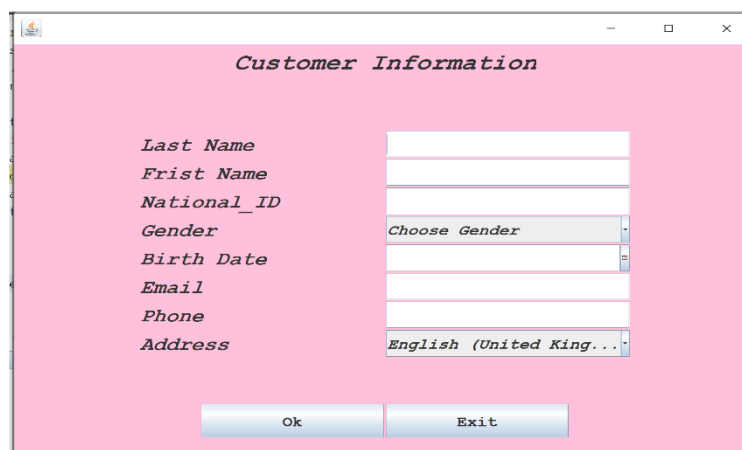 Customer Information
Last Name
Frist Name
National_ID
Gender Choose Gender
Birth Date
Email
Phone
Address English (United King...
Ok Exit